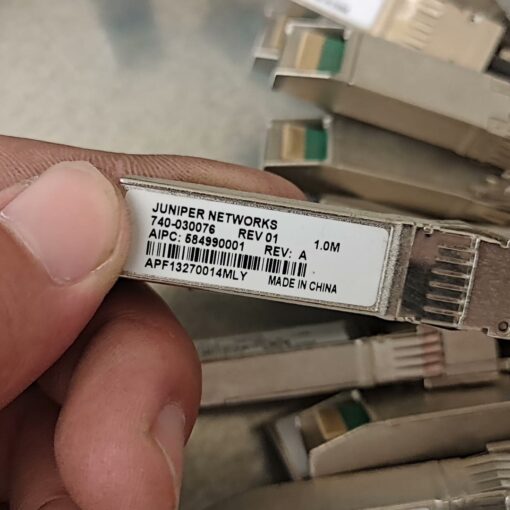 JUNIPER NETWORKS
740-030076 REV 01 1.0M
AIPC: 584990001 REV: A
APF13270014MLY MADE IN CHINA